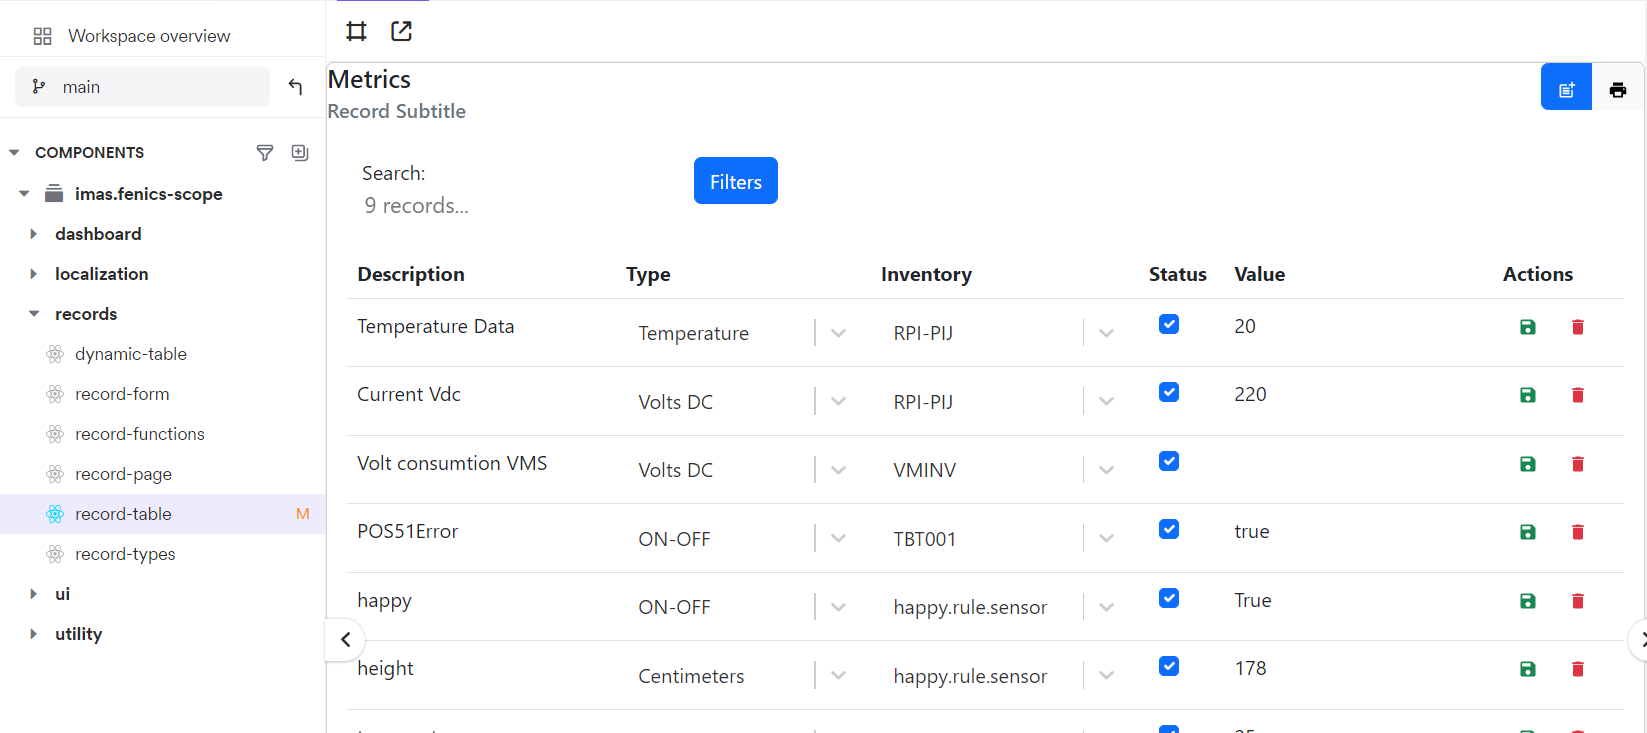 Workspace overview
main
COMPONENTS
imas.fenics-scope
dashboard
localization
records
dynamic-table
record-form
record-functions
record-page
record-table M
record-types
ui
utility
Metrics
Record Subtitle
Search:
9 records...
Filters
Description Type Inventory Status Value Actions
Temperature Data Temperature RPI-PIJ 20
Current Vdc Volts DC RPI-PIJ 220
Volt consumtion VMS Volts DC VMINV
POS51Error ON-OFF TBT001 true
happy ON-OFF happy.rule.sensor True
height Centimeters happy.rule.sensor 178